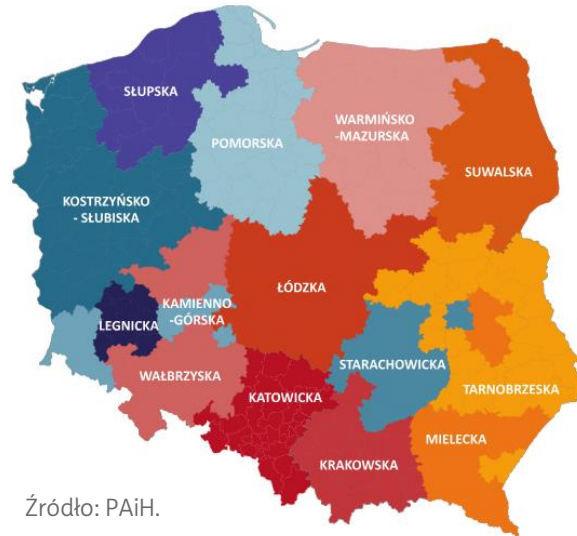 SŁUPSKA
POMORSKA
WARMIŃSKO
-MAZURSKA
SUWALSKA
KOSTRZYŃSKO
- SŁUBISKA
ŁÓDZKA
KAMIENNO
-GÓRSKA
LEGNICKA
WAŁBRZYSKA
STARACHOWICKA
KATOWICKA
TARNOBRZESKA
MIELECKA
KRAKOWSKA
Źródło: PAiH.